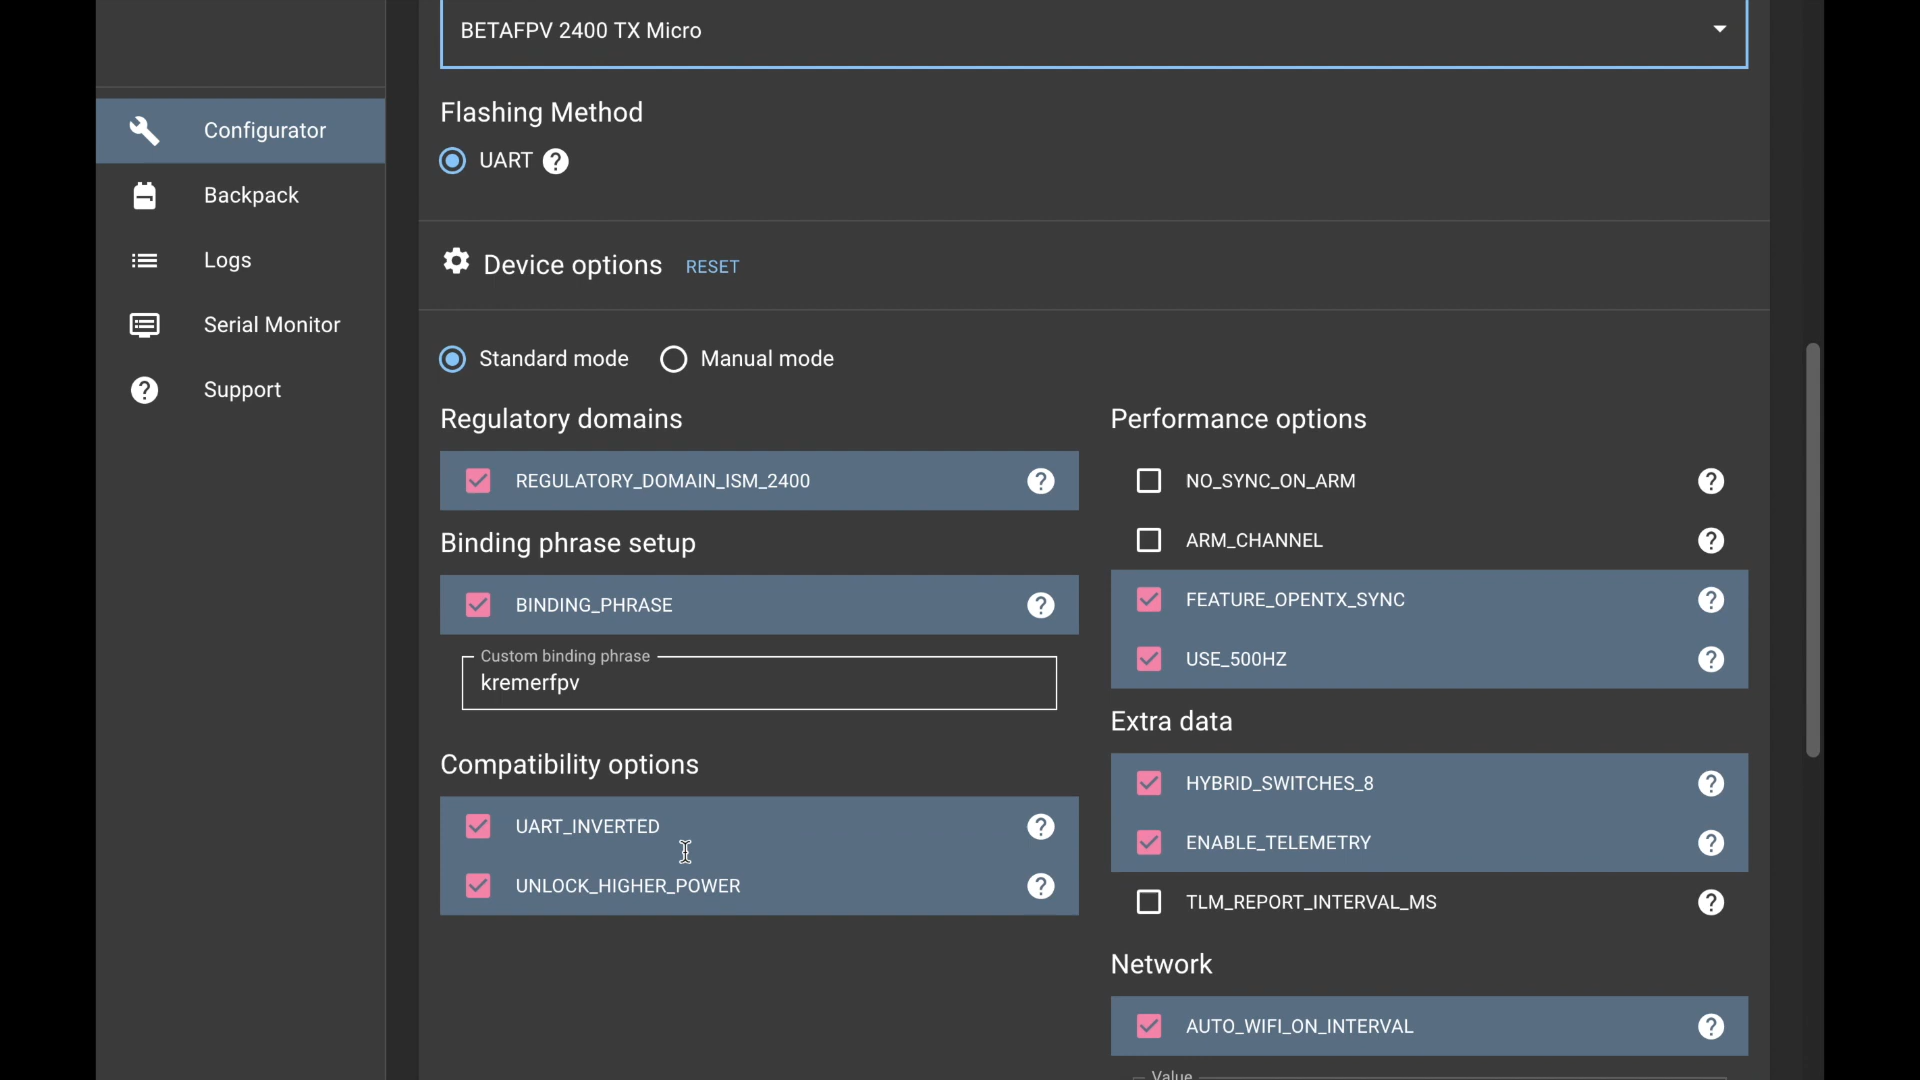 BETAFPV 2400 TX Micro
Flashing Method
UART
Configurator
Backpack
Logs
Serial Monitor
Support
Device options RESET
Standard mode Manual mode
Regulatory domains
REGULATORY_DOMAIN_ISM_2400
Binding phrase setup
BINDING_PHRASE
Custom binding phrase
kremerfpv
Compatibility options
UART_INVERTED
UNLOCK_HIGHER_POWER
Performance options
NO_SYNC_ON_ARM
ARM_CHANNEL
FEATURE_OPENTX_SYNC
USE_500HZ
Extra data
HYBRID_SWITCHES_8
ENABLE_TELEMETRY
TLM_REPORT_INTERVAL_MS
Network
AUTO_WIFI_ON_INTERVAL
Value